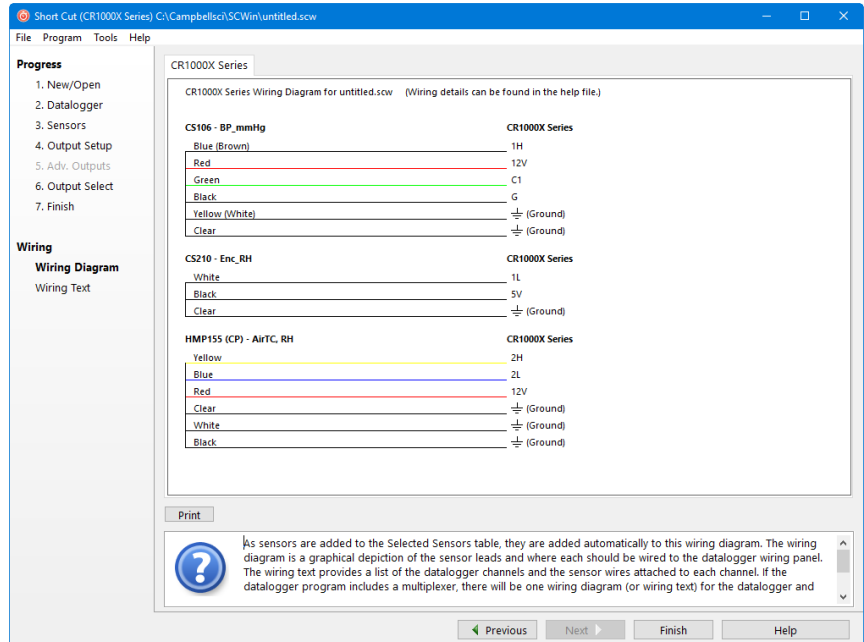 Short Cut (CR1000X Series) C:\Campbellsci\SCWin\untitled.scw
File Program Tools Help
Progress
1. New/Open
2. Datalogger
3. Sensors
4. Output Setup
5. Adv. Outputs
6. Output Select
7. Finish
Wiring
Wiring Diagram
Wiring Text
CR1000X Series
CR1000X Series Wiring Diagram for untitled.scw (Wiring details can be found in the help file.)
CS106 - BP_mmHg CR1000X Series
Blue (Brown) 1H
Red 12V
Green C1
Black G
Yellow (White) (Ground)
Clear (Ground)
CS210 - Enc_RH CR1000X Series
White 1L
Black 5V
Clear (Ground)
HMP155 (CP) - AirTC, RH CR1000X Series
Yellow 2H
Blue 2L
Red 12V
Clear (Ground)
White (Ground)
Black (Ground)
Print
As sensors are added to the Selected Sensors table, they are added automatically to this wiring diagram. The wiring
diagram is a graphical depiction of the sensor leads and where each should be wired to the datalogger wiring panel.
The wiring text provides a list of the datalogger channels and the sensor wires attached to each channel. If the
datalogger program includes a multiplexer, there will be one wiring diagram (or wiring text) for the datalogger and
Previous Next Finish Help